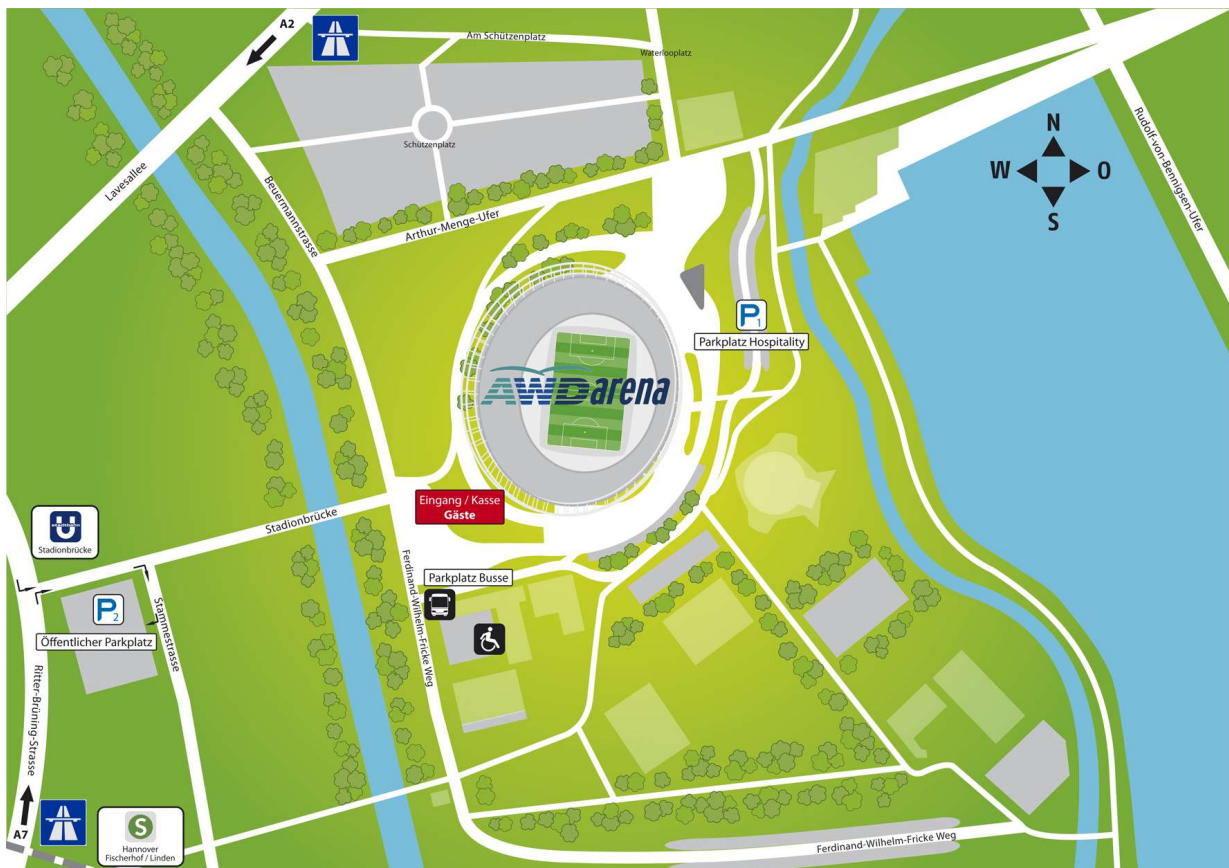 A2
Am Schützenplatz
Waterlooplatz
Schützenplatz
Lavesallee
Beuermannstrasse
Arthur-Menge-Ufer
Rudolf-von-Bennigsen-Ufer
N
W
O
S
P1
Parkplatz Hospitality
AWDarena
Eingang / Kasse
Gäste
Stadionbrücke
stadtbahn
U
Stadionbrücke
Parkplatz Busse
P2
Öffentlicher Parkplatz
Stammestrasse
Ferdinand-Wilhelm-Fricke Weg
Ritter-Brüning-Strasse
A7
S
Hannover
Fischerhof / Linden
Ferdinand-Wilhelm-Fricke Weg